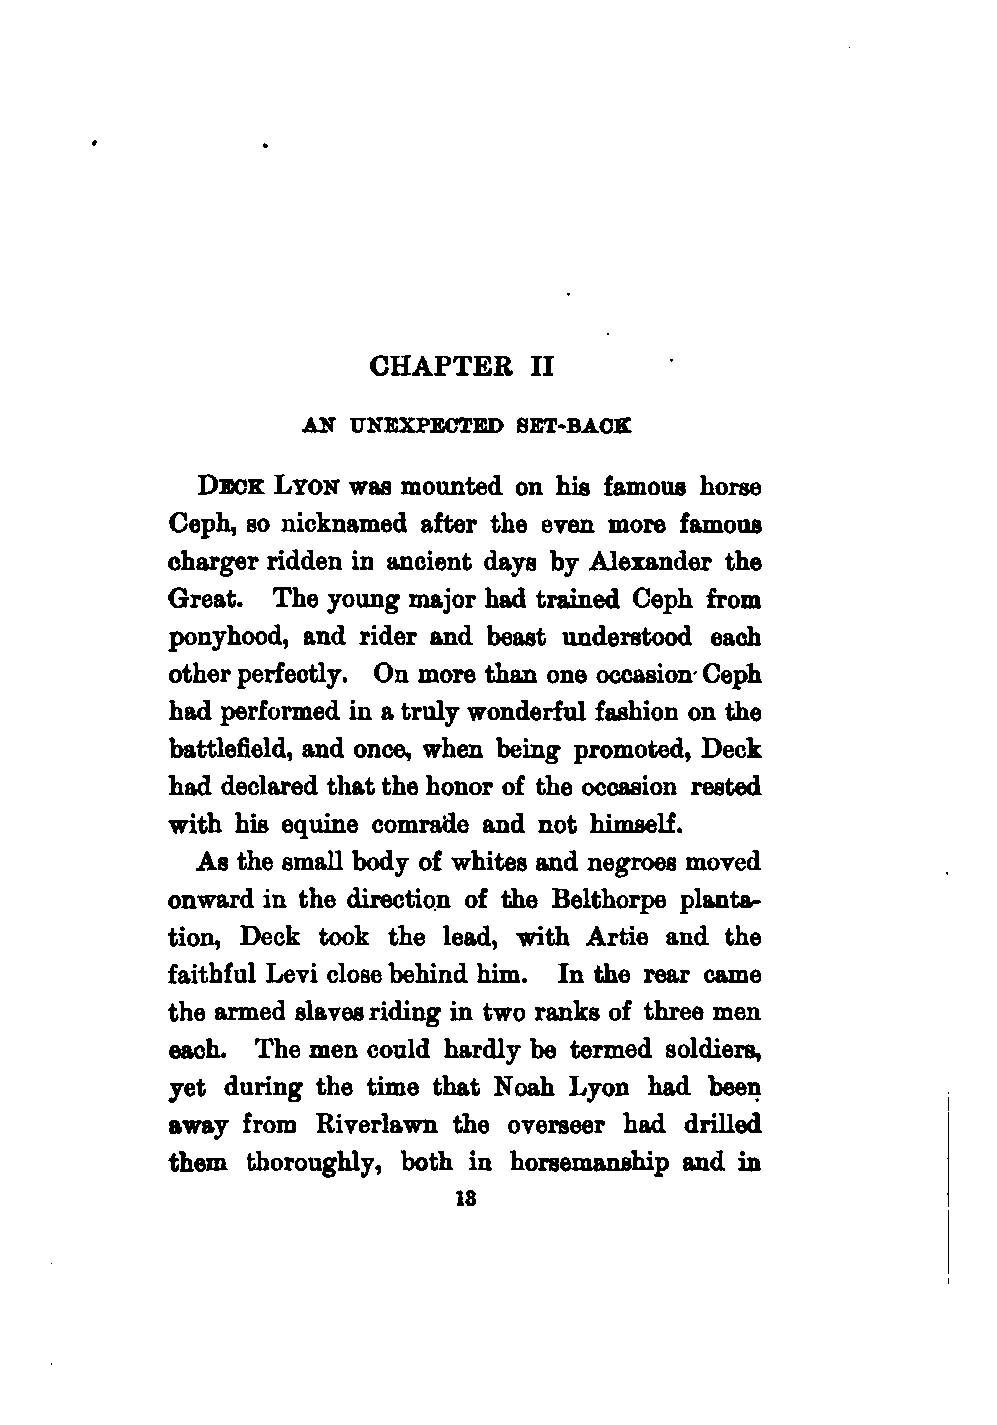 CHAPTER II
AN UNEXPECTED SET-BACK
DECK LYON was mounted on his famous horse
Ceph, so nicknamed after the even more famous
charger ridden in ancient days by Alexander the
Great. The young major had trained Ceph from
ponyhood, and rider and beast understood each
other perfectly. On more than one occasion Ceph
had performed in a truly wonderful fashion on the
battlefield, and once, when being promoted, Deck
had declared that the honor of the occasion rested
with his equine comrade and not himself.
As the small body of whites and negroes moved
onward in the direction of the Belthorpe planta-
tion, Deck took the lead, with Artie and the
faithful Levi close behind him. In the rear came
the armed slaves riding in two ranks of three men
each. The men could hardly be termed soldiers,
yet during the time that Noah Lyon had been
away from Riverlawn the overseer had drilled
them thoroughly, both in horsemanship and in
13